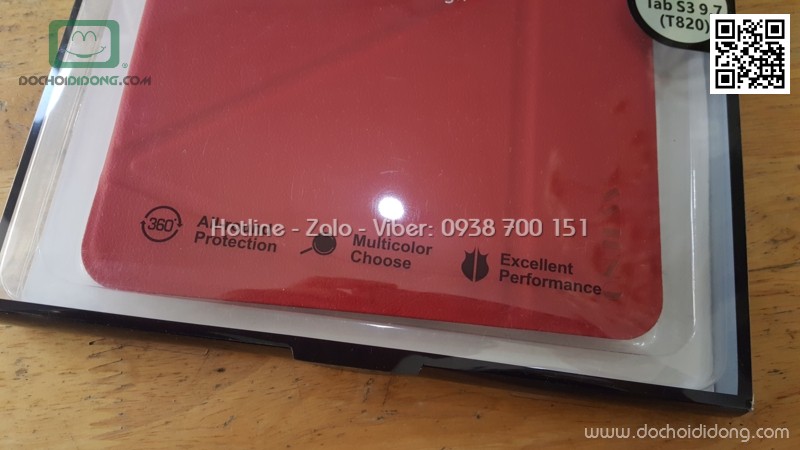 Tab S3 9.7
(T820)
DOCHOIDIDONG.COM
Hotline - Zalo - Viber: 0938 700 151
360°
Protection
Multicolor
Choose
Excellent
Performance
www.dochoididong.com